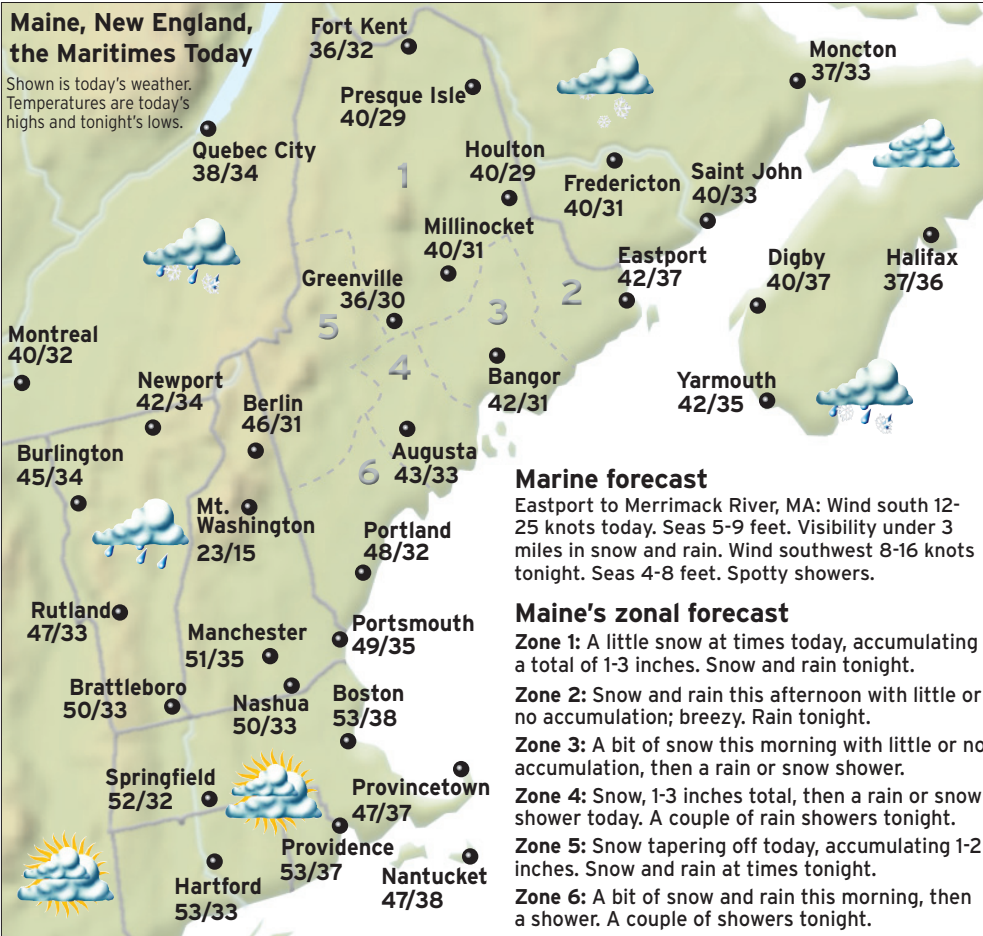 Maine, New England,
the Maritimes Today
Shown is today's weather.
Temperatures are today's
highs and tonight's lows.
Fort Kent
36/32
Presque Isle
40/29
Moncton
37/33
Quebec City
38/34
1
Houlton
40/29
Fredericton
40/31
Saint John
40/33
Millinocket
40/31
Greenville
36/30
Eastport
42/37
Digby
40/37
Halifax
37/36
5
3
2
Montreal
40/32
4
Newport
42/34
Berlin
46/31
Bangor
42/31
Yarmouth
42/35
Burlington
45/34
6
Augusta
43/33
Mt.
Washington
23/15
Portland
48/32
Rutland
47/33
Manchester
51/35
Portsmouth
49/35
Brattleboro
50/33
Nashua
50/33
Boston
53/38
Springfield
52/32
Provincetown
47/37
Providence
53/37
Hartford
53/33
Nantucket
47/38
Marine forecast
Eastport to Merrimack River, MA: Wind south 12-
25 knots today. Seas 5-9 feet. Visibility under 3
miles in snow and rain. Wind southwest 8-16 knots
tonight. Seas 4-8 feet. Spotty showers.
Maine's zonal forecast
Zone 1: A little snow at times today, accumulating
a total of 1-3 inches. Snow and rain tonight.
Zone 2: Snow and rain this afternoon with little or
no accumulation; breezy. Rain tonight.
Zone 3: A bit of snow this morning with little or no
accumulation, then a rain or snow shower.
Zone 4: Snow, 1-3 inches total, then a rain or snow
shower today. A couple of rain showers tonight.
Zone 5: Snow tapering off today, accumulating 1-2
inches. Snow and rain at times tonight.
Zone 6: A bit of snow and rain this morning, then
a shower. A couple of showers tonight.